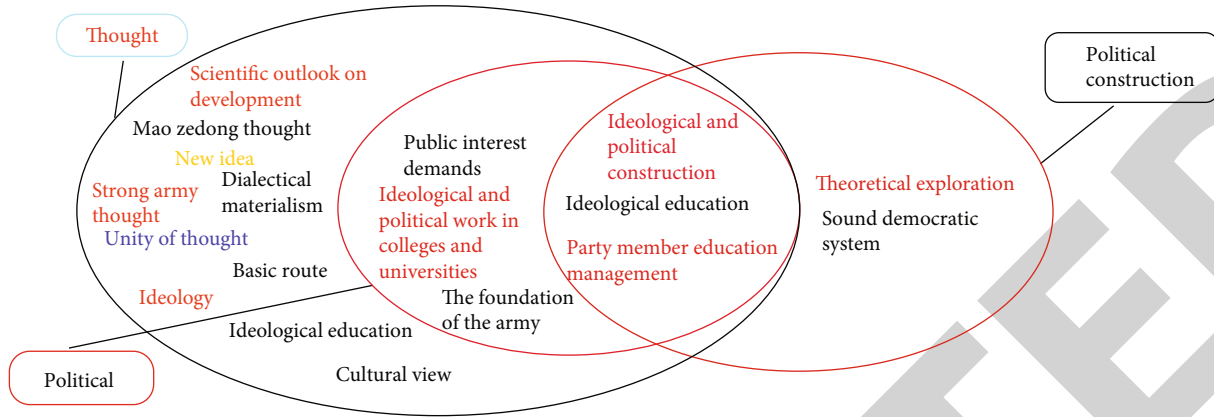 Thought
Scientific outlook on
development
Mao zedong thought
New idea
Dialectical
materialism
Strong army
thought
Unity of thought
Basic route
Ideology
Ideological education
Cultural view
Political
Public interest
demands
Ideological and
political work in
colleges and
universities
The foundation
of the army
Ideological and
political
construction
Ideological education
Party member education
management
Theoretical exploration
Sound democratic
system
Political
construction
TED